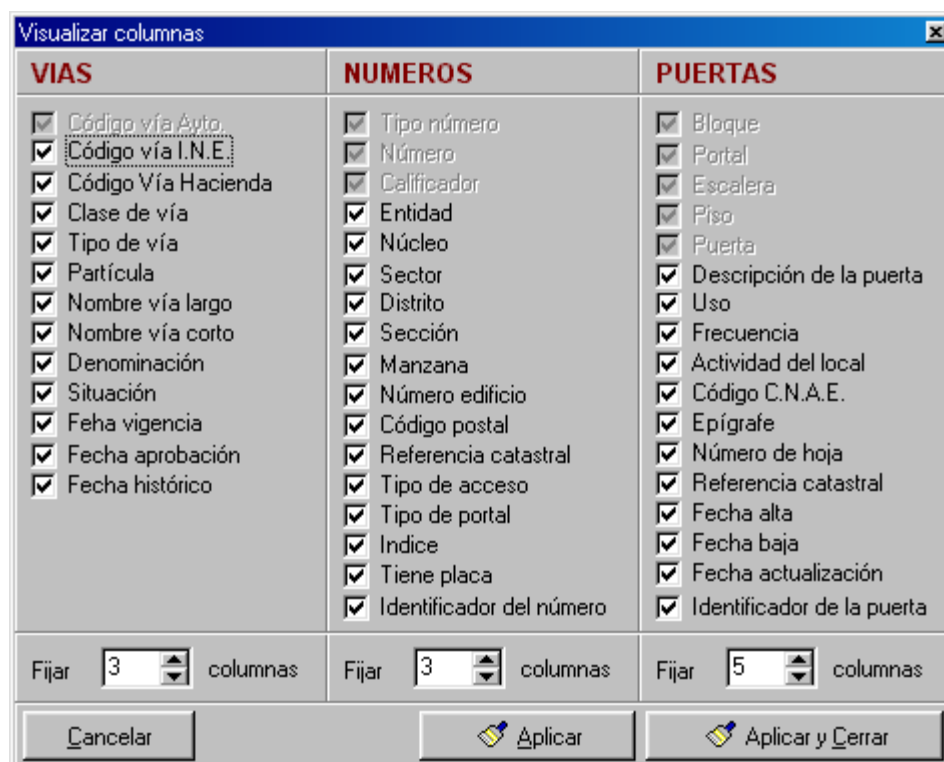 Visualizar columnas
VIAS
Código vía Ayto.
Código vía I.N.E.
Código Vía Hacienda
Clase de vía
Tipo de vía
Partícula
Nombre vía largo
Nombre vía corto
Denominación
Situación
Feha vigencia
Fecha aprobación
Fecha histórico
Fijar 3 columnas
NUMEROS
Tipo número
Número
Calificador
Entidad
Núcleo
Sector
Distrito
Sección
Manzana
Número edificio
Código postal
Referencia catastral
Tipo de acceso
Tipo de portal
Indice
Tiene placa
Identificador del número
Fijar 3 columnas
PUERTAS
Bloque
Portal
Escalera
Piso
Puerta
Descripción de la puerta
Uso
Frecuencia
Actividad del local
Código C.N.A.E.
Epígrafe
Número de hoja
Referencia catastral
Fecha alta
Fecha baja
Fecha actualización
Identificador de la puerta
Fijar 5 columnas
Cancelar
Aplicar
Aplicar y Cerrar